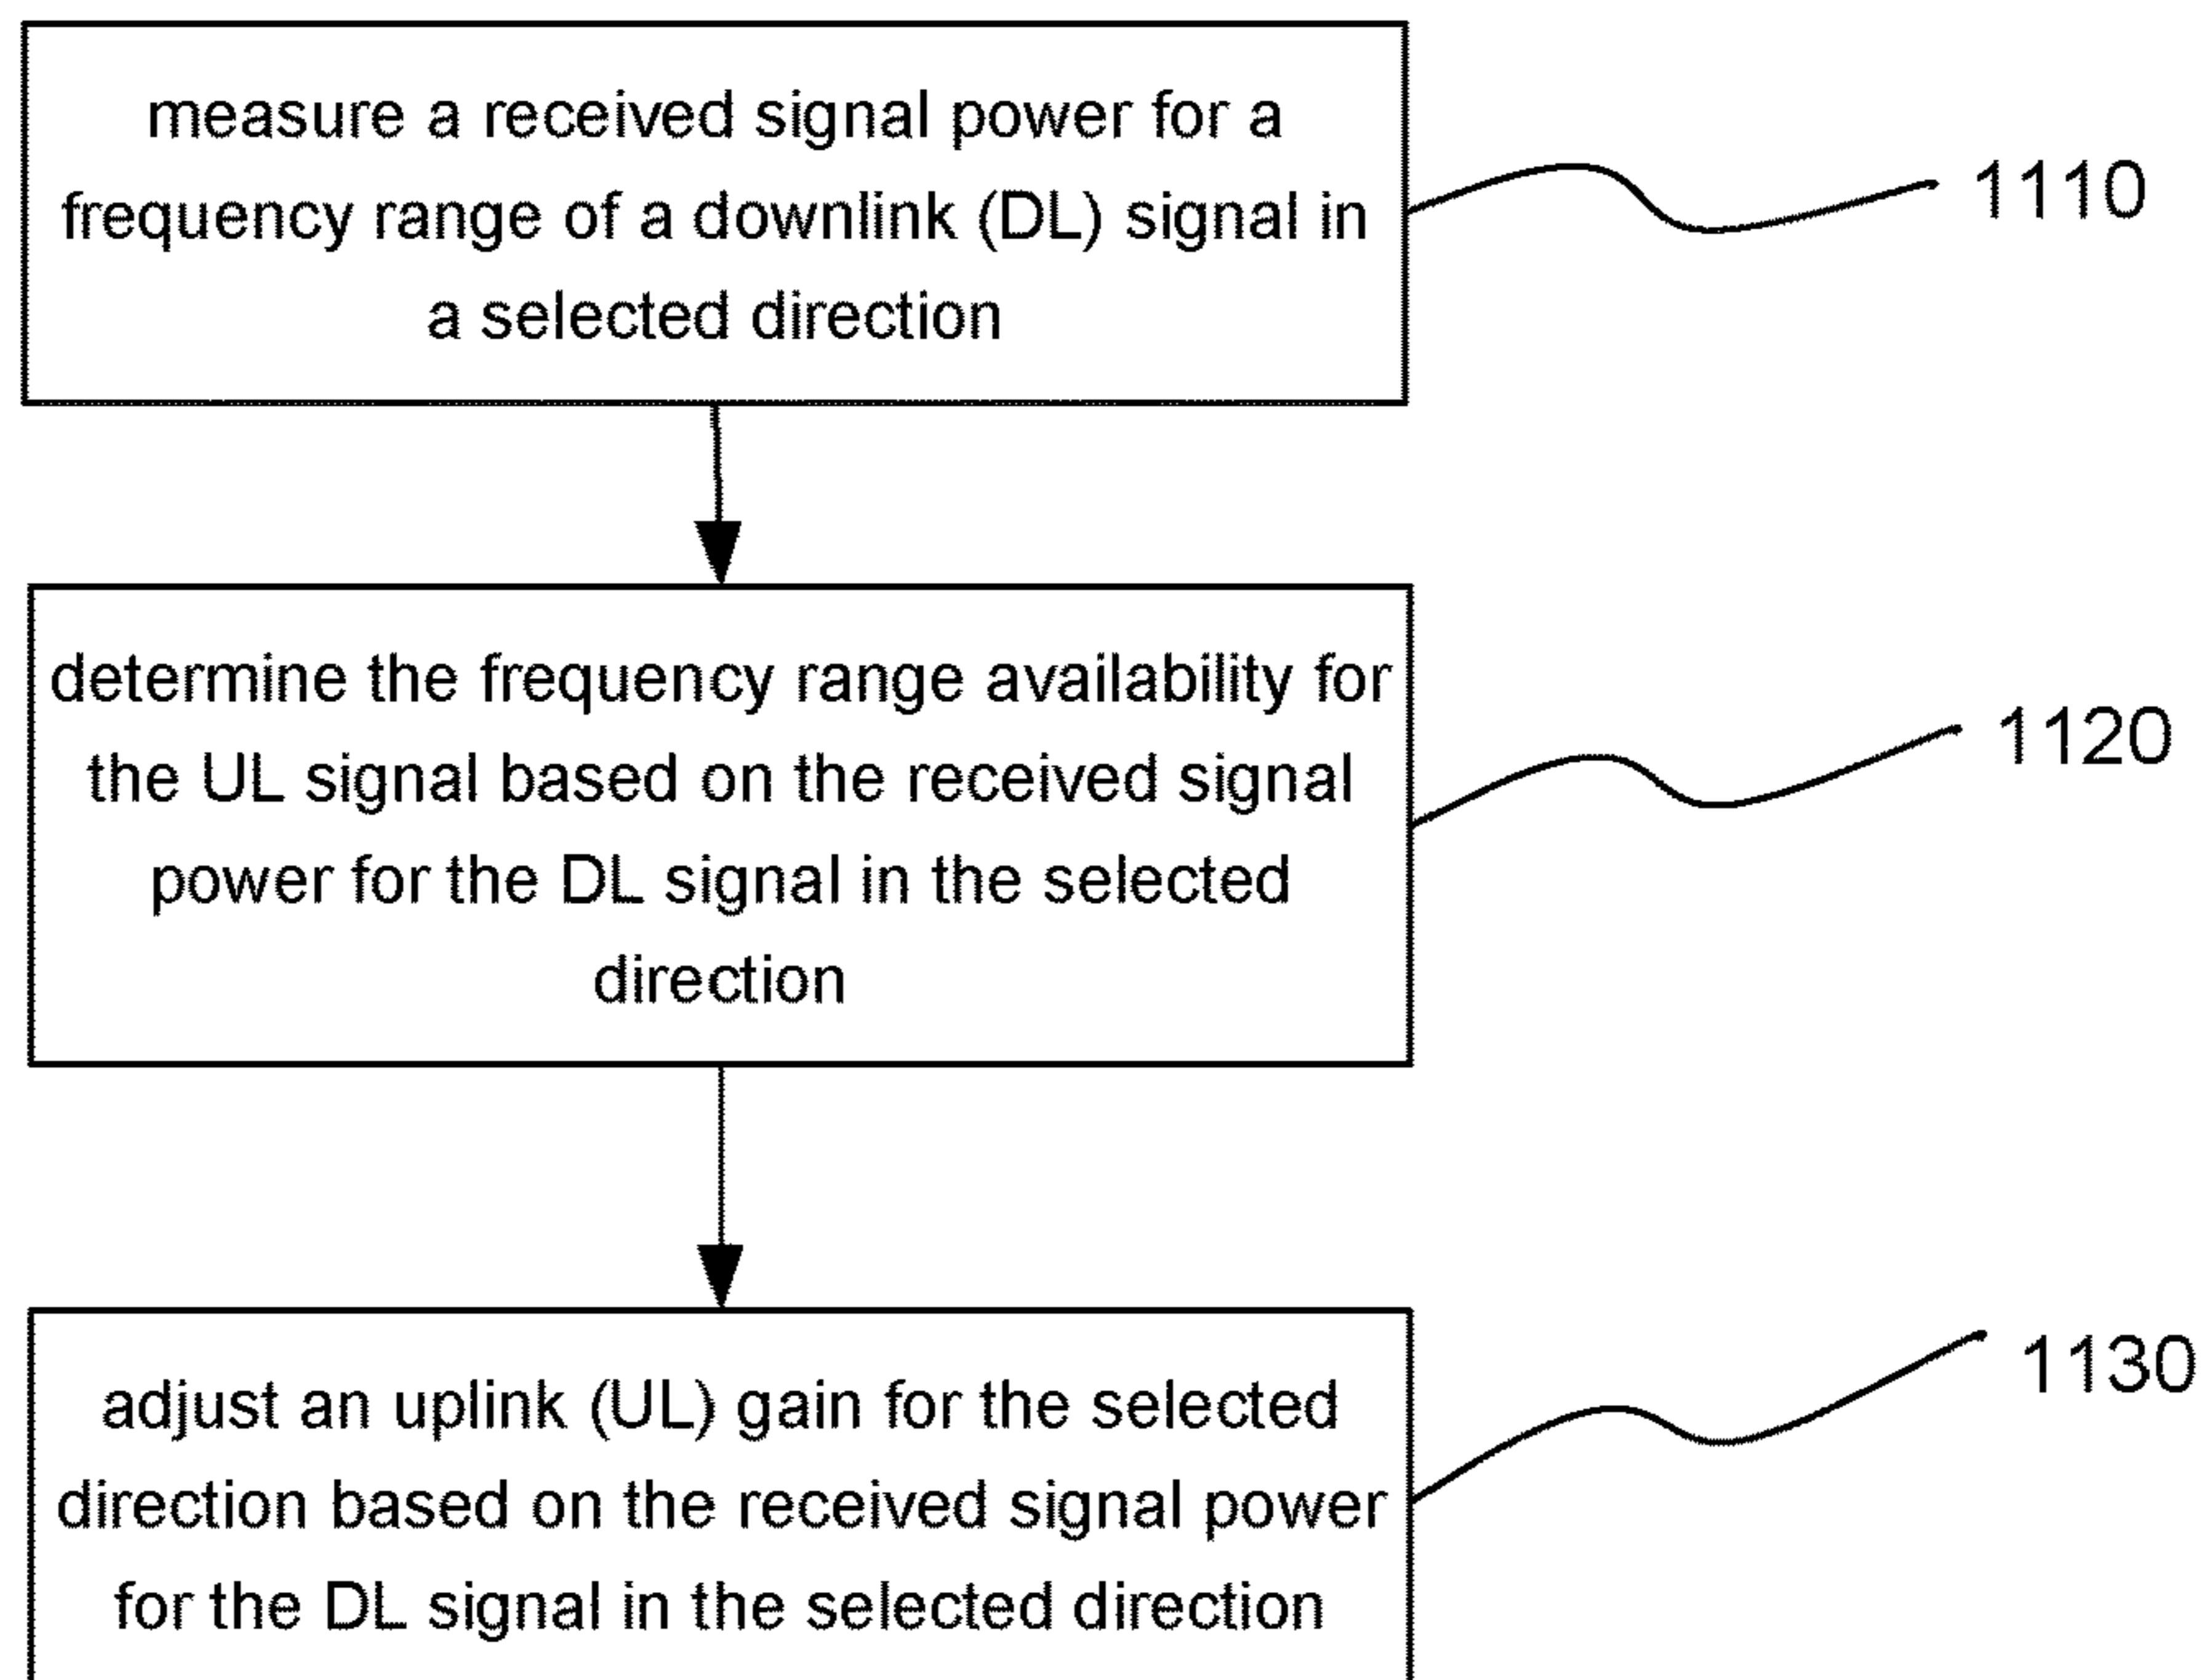 measure a received signal power for a
frequency range of a downlink (DL) signal in
a selected direction
1110
determine the frequency range availability for
the UL signal based on the received signal
power for the DL signal in the selected
direction
1120
adjust an uplink (UL) gain for the selected
direction based on the received signal power
for the DL signal in the selected direction
1130